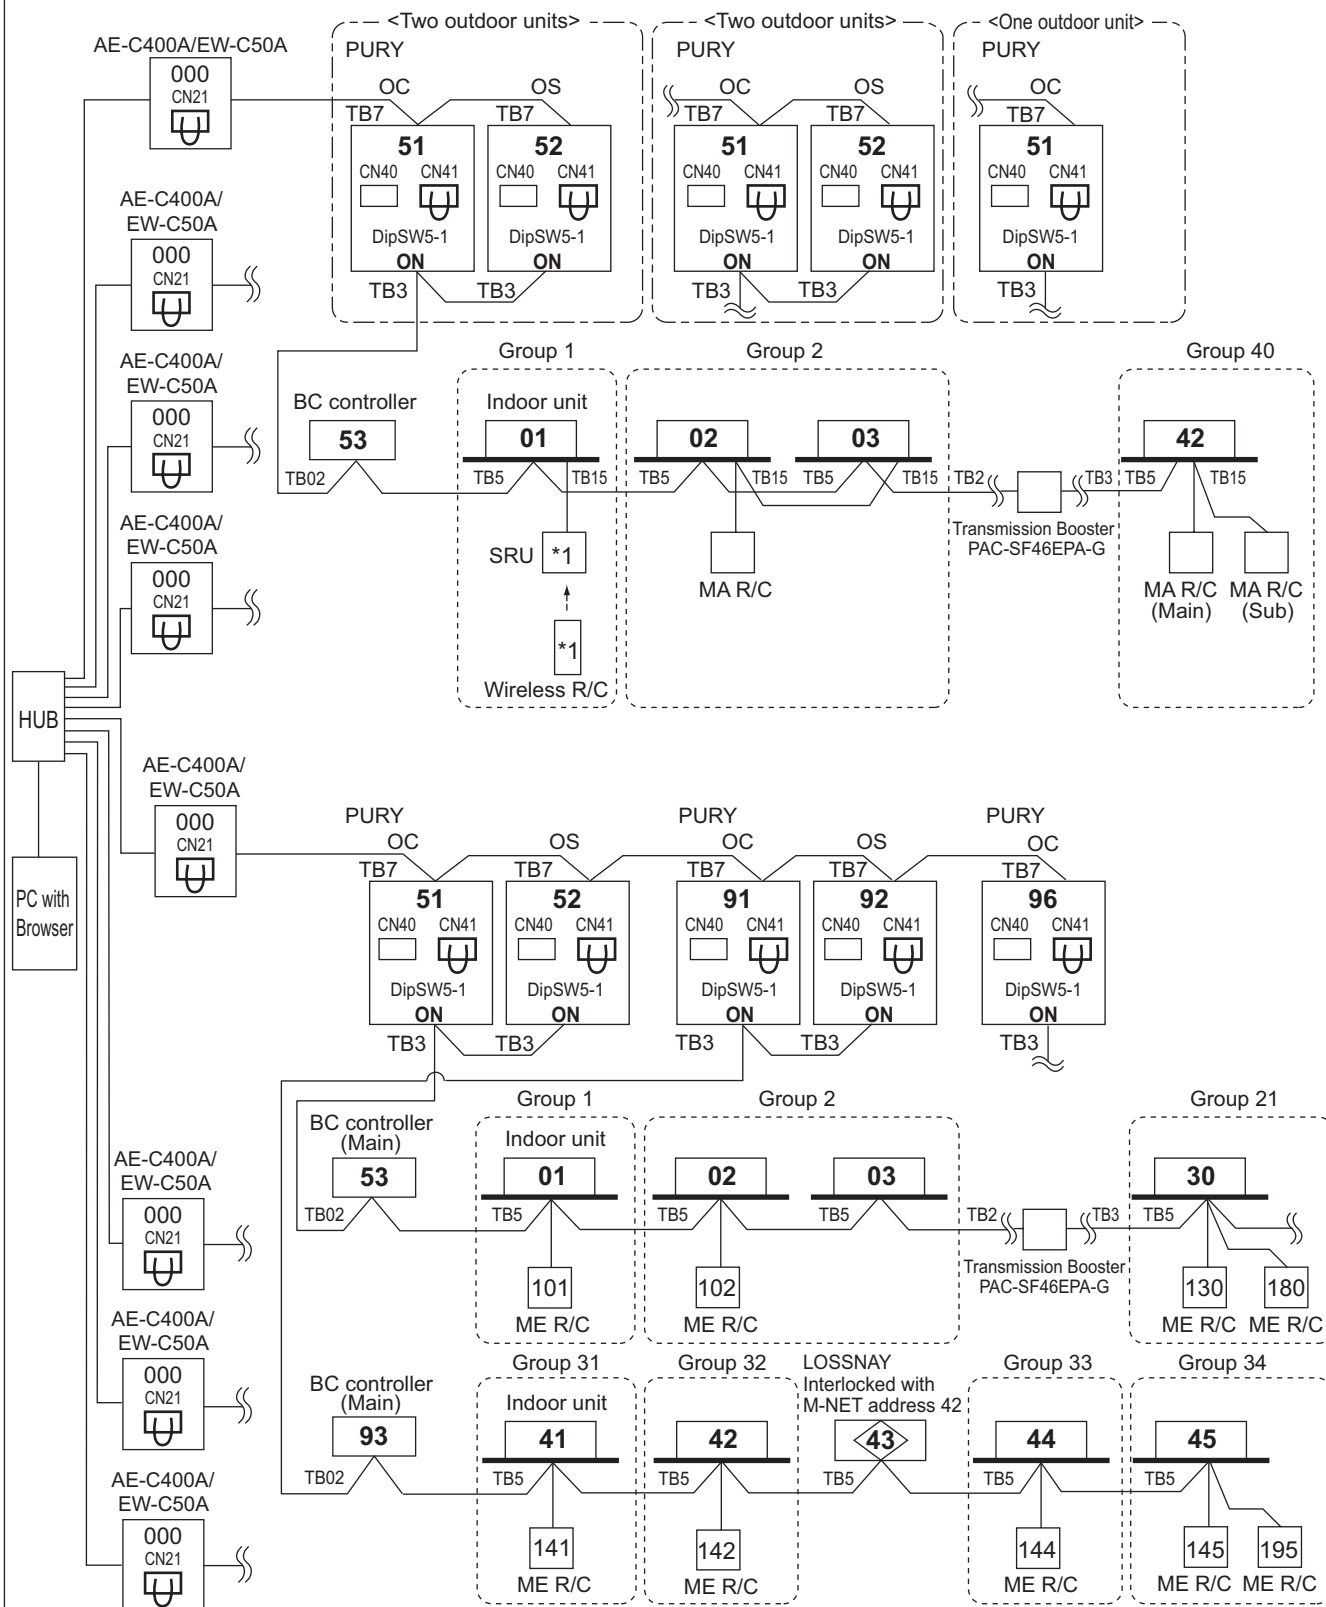 <Two outdoor units>
<Two outdoor units>
<One outdoor unit>
AE-C400A/EW-C50A
PURY
PURY
PURY
000
CN21
OC
OS
OC
OS
OC
TB7
TB7
TB7
TB7
TB7
51
52
51
52
51
CN40
CN41
CN40
CN41
CN40
CN41
CN40
CN41
CN40
CN41
DipSW5-1
DipSW5-1
DipSW5-1
DipSW5-1
DipSW5-1
ON
ON
ON
ON
ON
TB3
TB3
TB3
TB3
TB3
AE-C400A/
EW-C50A
000
CN21
AE-C400A/
EW-C50A
000
CN21
Group 1
Group 2
Group 40
BC controller
Indoor unit
53
01
02
03
42
TB02
TB5
TB15
TB5
TB15
TB5
TB15
TB2
TB3
TB5
TB15
Transmission Booster
PAC-SF46EPA-G
SRU
*1
MA R/C
MA R/C
(Main)
MA R/C
(Sub)
*1
Wireless R/C
AE-C400A/
EW-C50A
000
CN21
HUB
PC with
Browser
AE-C400A/
EW-C50A
000
CN21
PURY
PURY
PURY
OC
OS
OC
OS
OC
TB7
TB7
TB7
TB7
TB7
51
52
91
92
96
CN40
CN41
CN40
CN41
CN40
CN41
CN40
CN41
CN40
CN41
DipSW5-1
DipSW5-1
DipSW5-1
DipSW5-1
DipSW5-1
ON
ON
ON
ON
ON
TB3
TB3
TB3
TB3
TB3
Group 1
Group 2
Group 21
BC controller
(Main)
Indoor unit
53
01
02
03
30
TB02
TB5
TB5
TB5
TB2
TB3
TB5
Transmission Booster
PAC-SF46EPA-G
101
102
130
180
ME R/C
ME R/C
ME R/C
ME R/C
AE-C400A/
EW-C50A
000
CN21
AE-C400A/
EW-C50A
000
CN21
Group 31
Group 32
LOSSNAY
Interlocked with
M-NET address 42
Group 33
Group 34
BC controller
(Main)
Indoor unit
93
41
42
43
44
45
TB02
TB5
TB5
TB5
TB5
TB5
141
142
144
145
195
ME R/C
ME R/C
ME R/C
ME R/C
ME R/C
AE-C400A/
EW-C50A
000
CN21